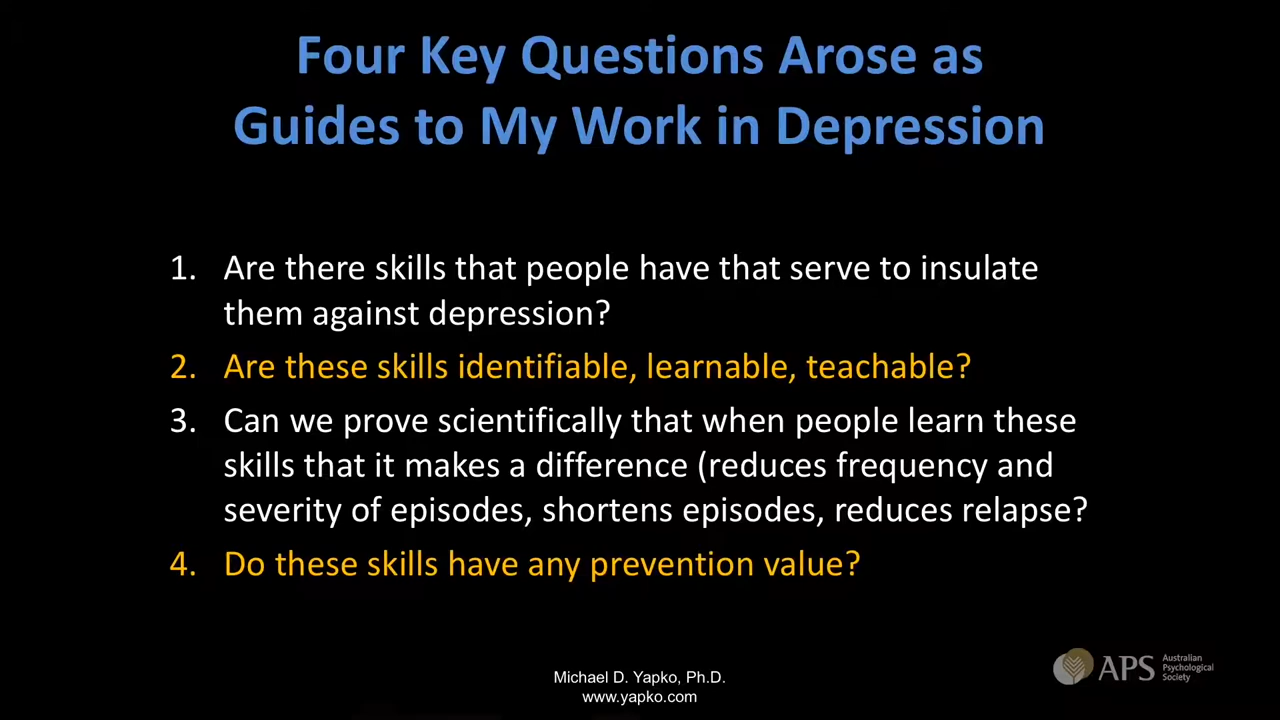 Four Key Questions Arose as
Guides to My Work in Depression
1. Are there skills that people have that serve to insulate
them against depression?
2. Are these skills identifiable, learnable, teachable?
3. Can we prove scientifically that when people learn these
skills that it makes a difference (reduces frequency and
severity of episodes, shortens episodes, reduces relapse?
4. Do these skills have any prevention value?
Michael D. Yapko, Ph.D.
www.yapko.com
APS
Australian
Psychological
Society